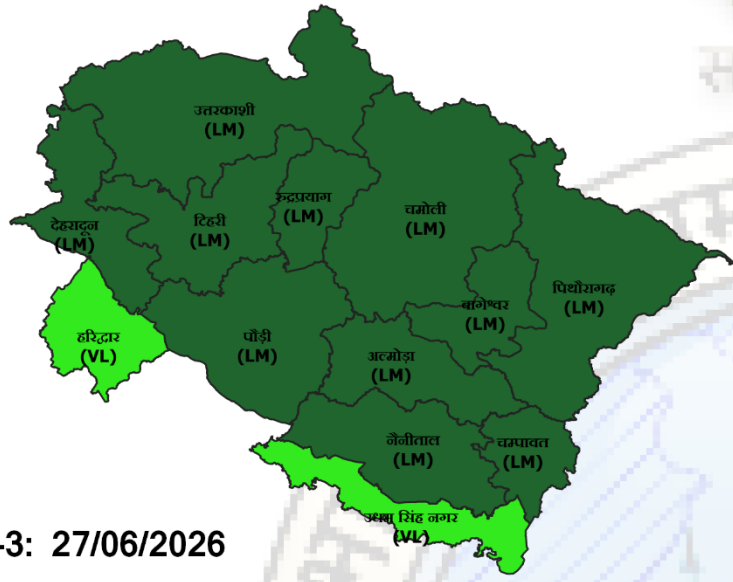 उत्तरकाशी
(LM)
रुद्रप्रयाग
(LM)
टिहरी
(LM)
चमोली
(LM)
देहरादून
(LM)
पिथौरागढ़
(LM)
बागेश्वर
(LM)
हरिद्वार
(VL)
पौड़ी
(LM)
अल्मोड़ा
(LM)
नैनीताल
(LM)
चम्पावत
(LM)
सिंह नगर
(VL)
-3: 27/06/2026